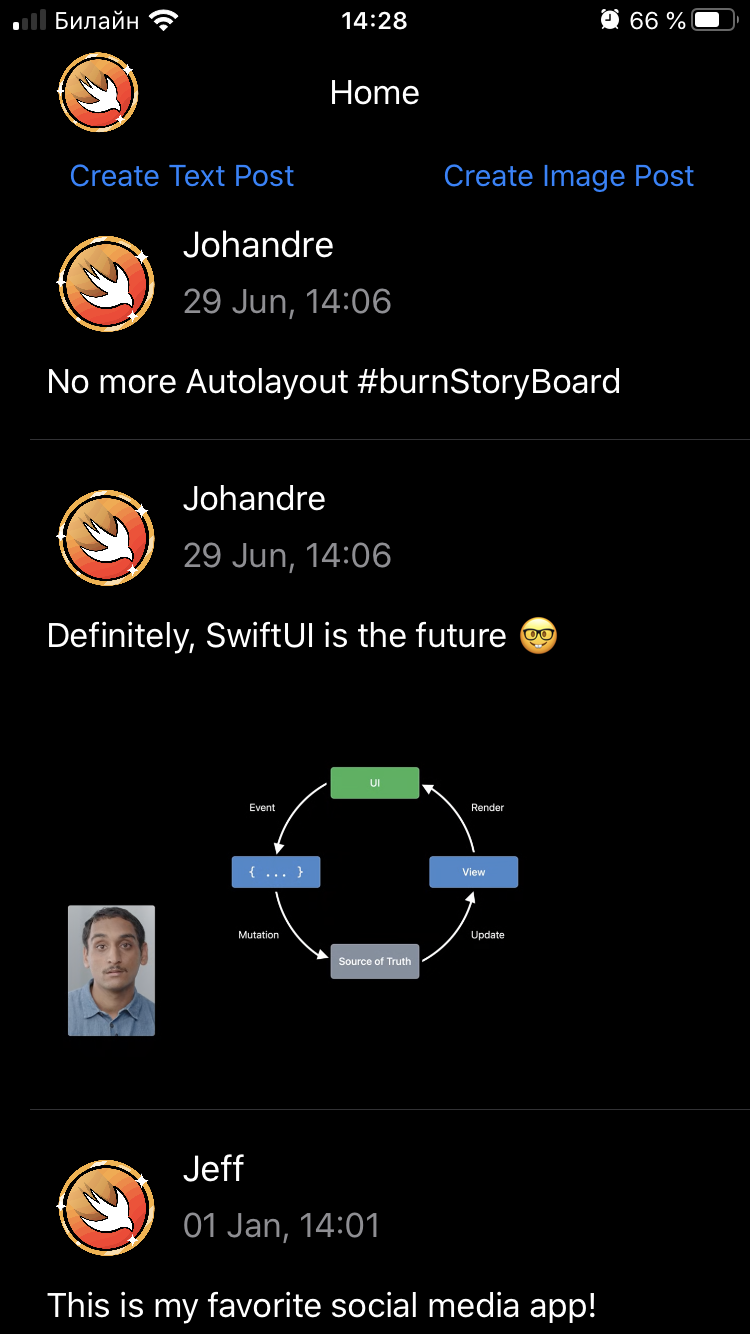 Билайн 14:28 66 %
Home
Create Text Post Create Image Post
Johandre
29 Jun, 14:06
No more Autolayout #burnStoryBoard
Johandre
29 Jun, 14:06
Definitely, SwiftUI is the future 🤓
UI
Event Render
{ ... } View
Mutation Update
Source of Truth
Jeff
01 Jan, 14:01
This is my favorite social media app!